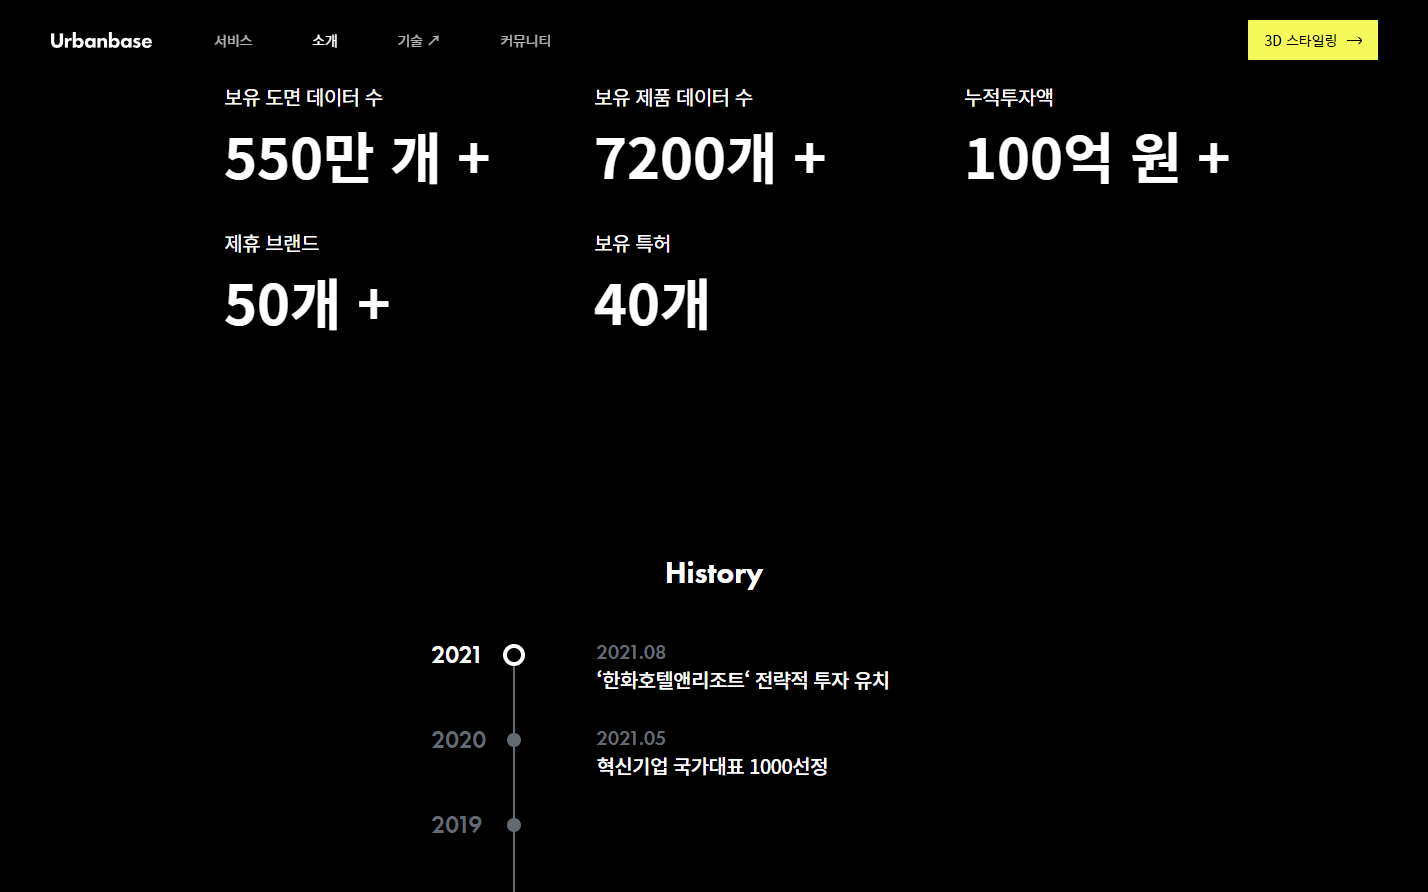 Urbanbase 서비스 소개 기술 ↗ 커뮤니티 3D 스타일링 →
보유 도면 데이터 수 보유 제품 데이터 수 누적투자액
550만 개 + 7200개 + 100억 원 +
제휴 브랜드 보유 특허
50개 + 40개
History
2021 2021.08
‘한화호텔앤리조트‘ 전략적 투자 유치
2020 2021.05
혁신기업 국가대표 1000선정
2019